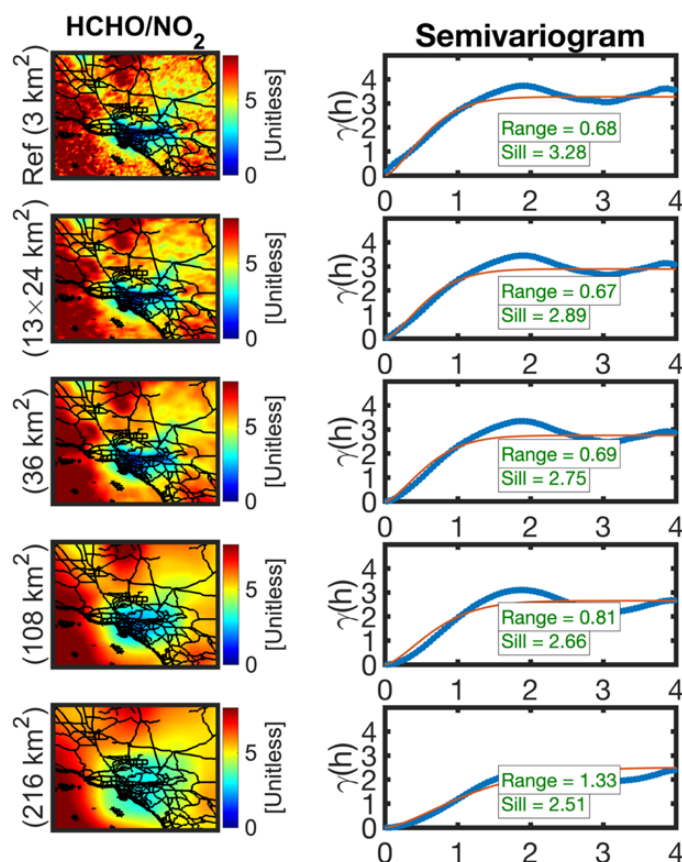 HCHO/NO2
Semivariogram
Ref (3 km2)
5
0
[Unitless]
γ(h)
4
3
2
1
0
Range = 0.68
Sill = 3.28
0 1 2 3 4
(13×24 km2)
5
0
[Unitless]
γ(h)
4
3
2
1
0
Range = 0.67
Sill = 2.89
0 1 2 3 4
(36 km2)
5
0
[Unitless]
γ(h)
4
3
2
1
0
Range = 0.69
Sill = 2.75
0 1 2 3 4
(108 km2)
5
0
[Unitless]
γ(h)
4
3
2
1
0
Range = 0.81
Sill = 2.66
0 1 2 3 4
(216 km2)
5
0
[Unitless]
γ(h)
4
3
2
1
0
Range = 1.33
Sill = 2.51
0 1 2 3 4